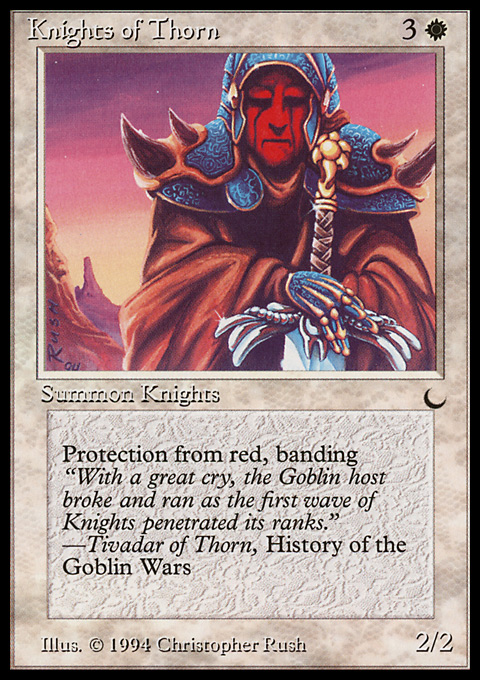 Knights of Thorn 3
RUSH
Summon Knights
Protection from red, banding
“With a great cry, the Goblin host
broke and ran as the first wave of
Knights penetrated its ranks.”
—Tivadar of Thorn, History of the
Goblin Wars
Illus. © 1994 Christopher Rush 2/2